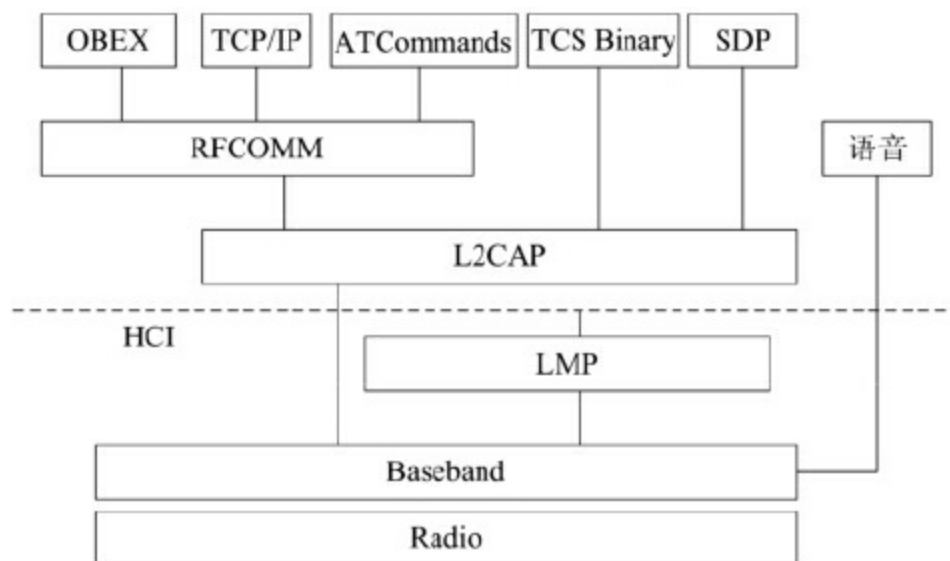 OBEX
TCP/IP
ATCommands
TCS Binary
SDP
RFCOMM
语音
L2CAP
HCI
LMP
Baseband
Radio